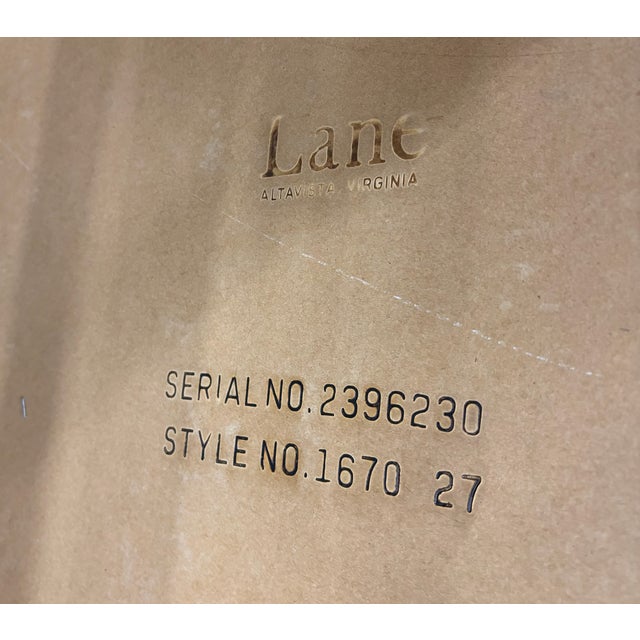 Lane
ALTAVISTA VIRGINIA
SERIAL NO. 2396230
STYLE NO. 1670 27